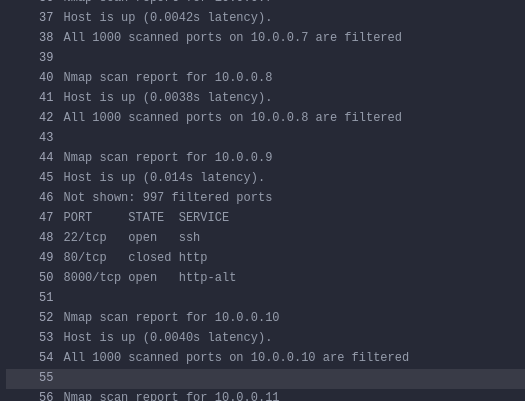 37 Host is up (0.0042s latency).
38 All 1000 scanned ports on 10.0.0.7 are filtered
39
40 Nmap scan report for 10.0.0.8
41 Host is up (0.0038s latency).
42 All 1000 scanned ports on 10.0.0.8 are filtered
43
44 Nmap scan report for 10.0.0.9
45 Host is up (0.014s latency).
46 Not shown: 997 filtered ports
47 PORT     STATE  SERVICE
48 22/tcp   open   ssh
49 80/tcp   closed http
50 8000/tcp open   http-alt
51
52 Nmap scan report for 10.0.0.10
53 Host is up (0.0040s latency).
54 All 1000 scanned ports on 10.0.0.10 are filtered
55
56 Nmap scan report for 10.0.0.11